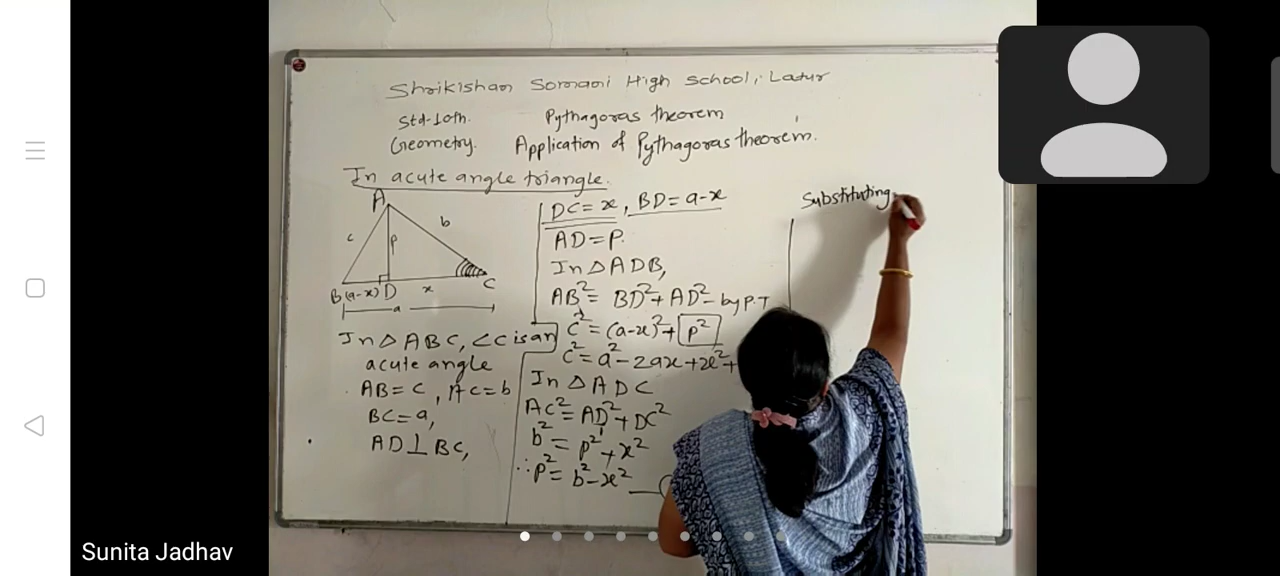 Shrikishan Somani High School, Latur
Std-10th. Pythagoras theorem
Geometry. Application of Pythagoras theorem.
In acute angle triangle.
A
c
p
b
B (a-x) D x C
a
In △ABC, ∠C is an
acute angle
AB = c, AC = b
BC = a,
AD ⊥ BC,
DC = x, BD = a-x
AD = P.
In △ADB,
AB² = BD² + AD² - by P.T
c² = (a-x)² + p²
c² = a² - 2ax + x² +
In △ADC
AC² = AD² + DC²
b² = p² + x²
∴ p² = b² - x²
Substituting
Sunita Jadhav